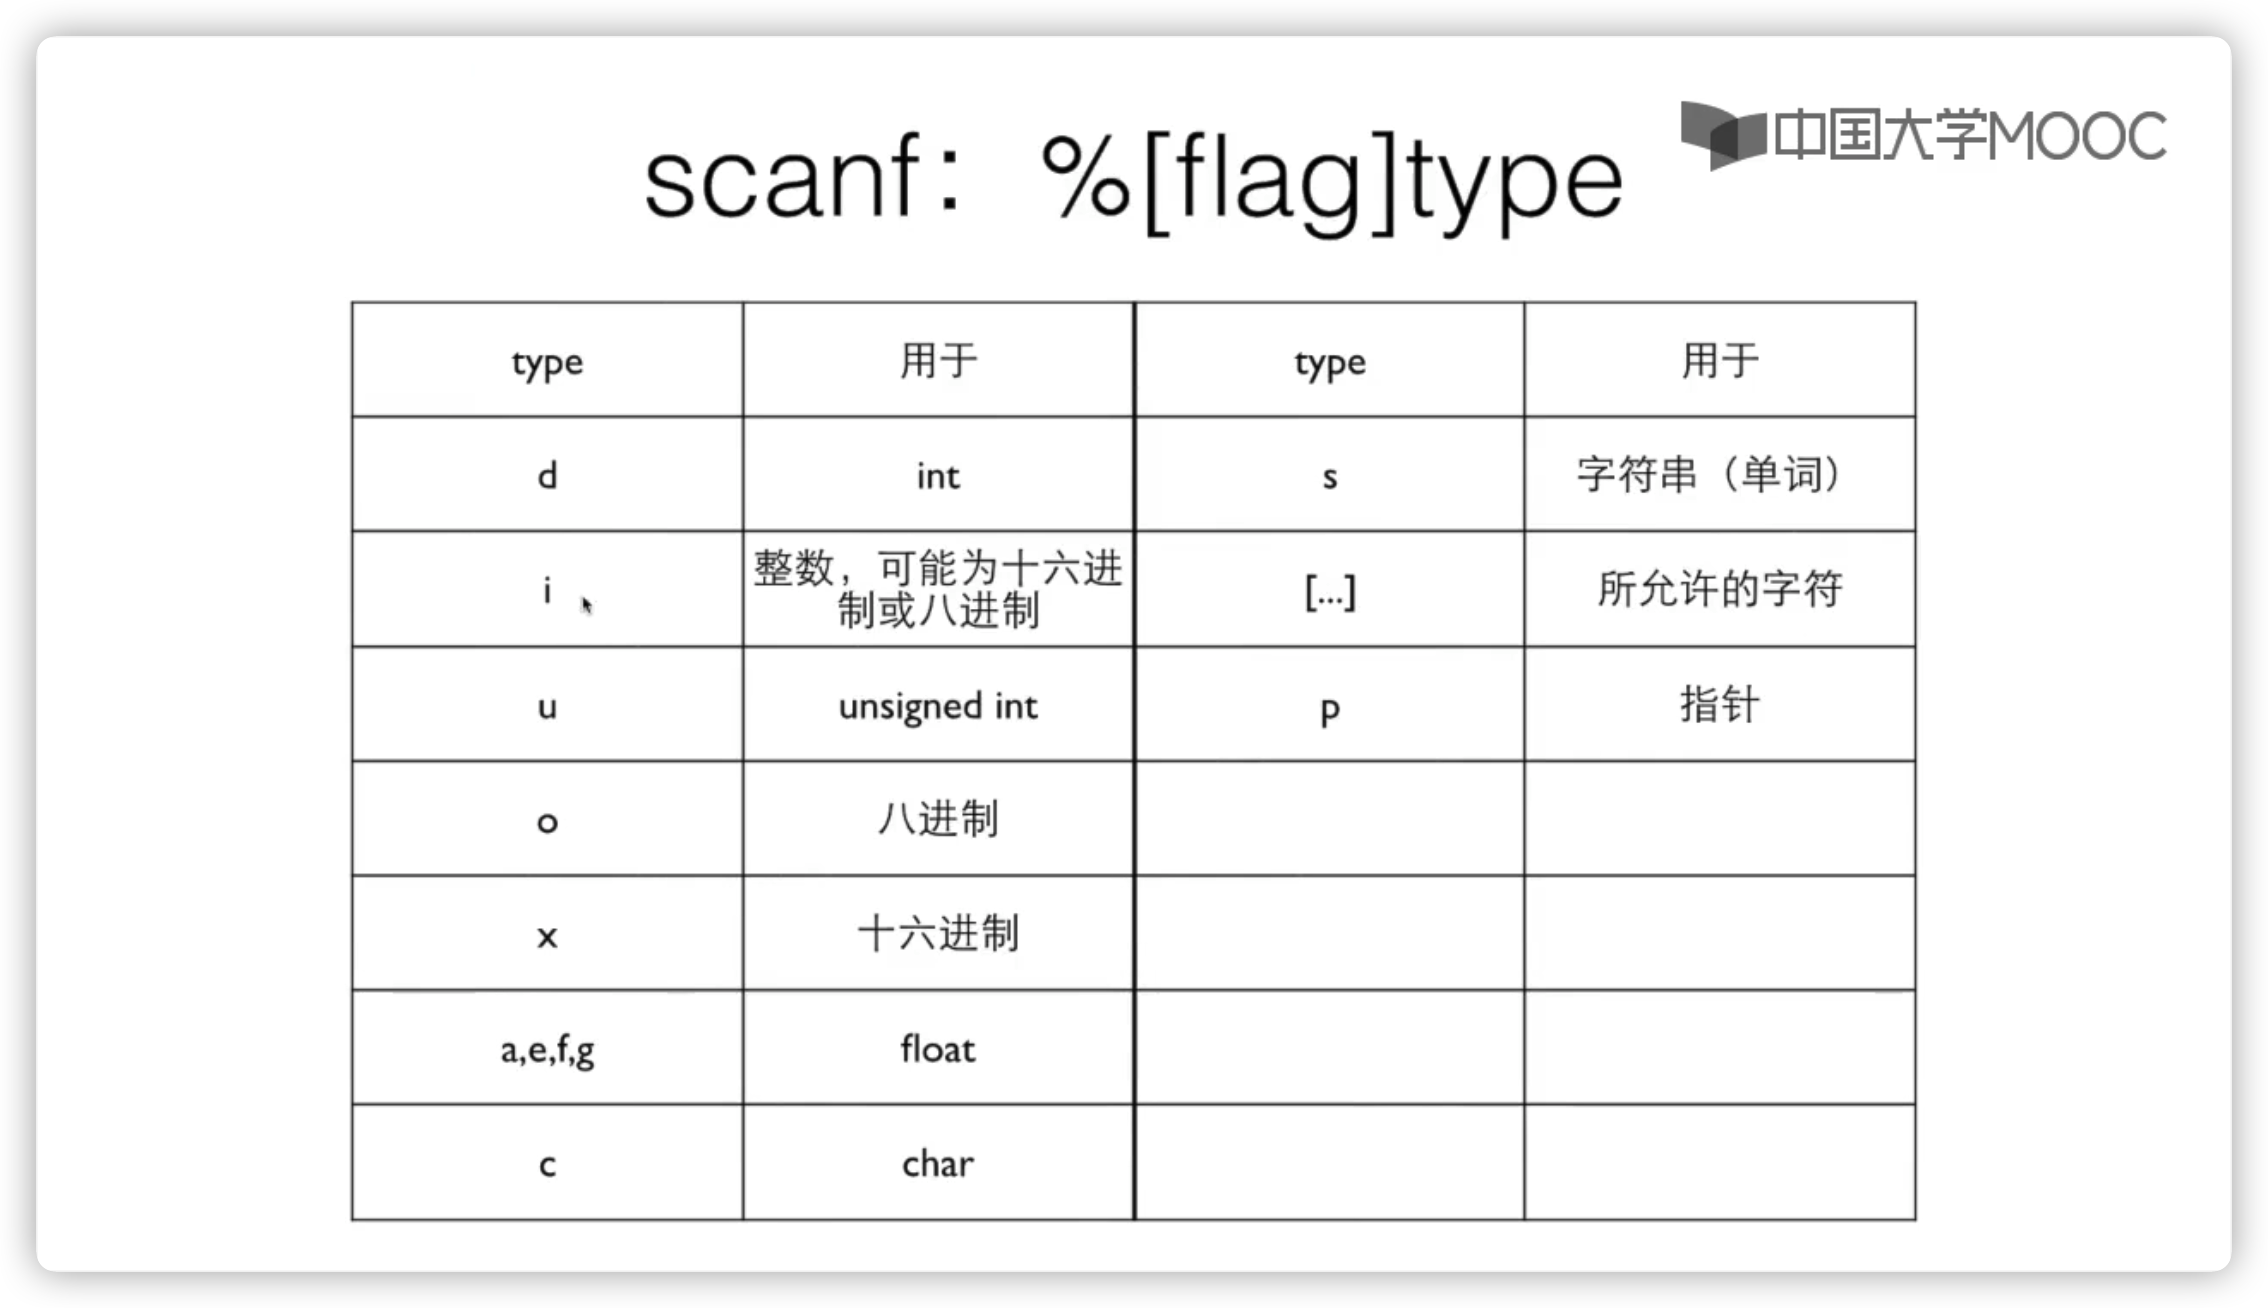 中国大学MOOC
scanf：%[flag]type
type 用于 type 用于
d int s 字符串（单词）
i 整数，可能为十六进
制或八进制 [...] 所允许的字符
u unsigned int p 指针
o 八进制
x 十六进制
a,e,f,g float
c char